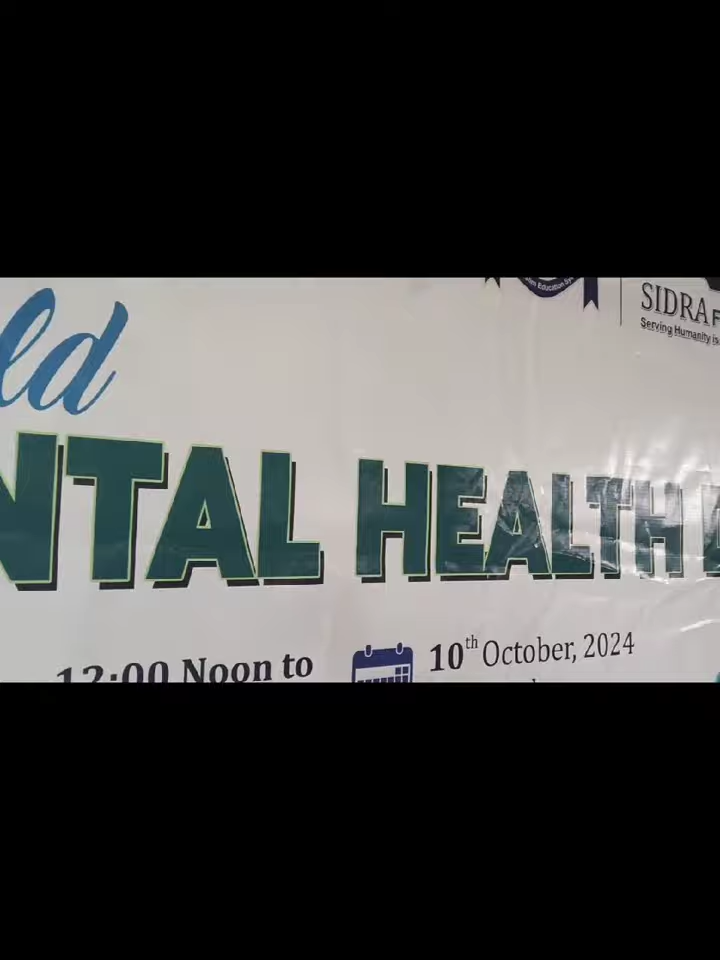 SIDRA F
Serving Humanity is
ld
NTAL HEALTH
12:00 Noon to
10th October, 2024